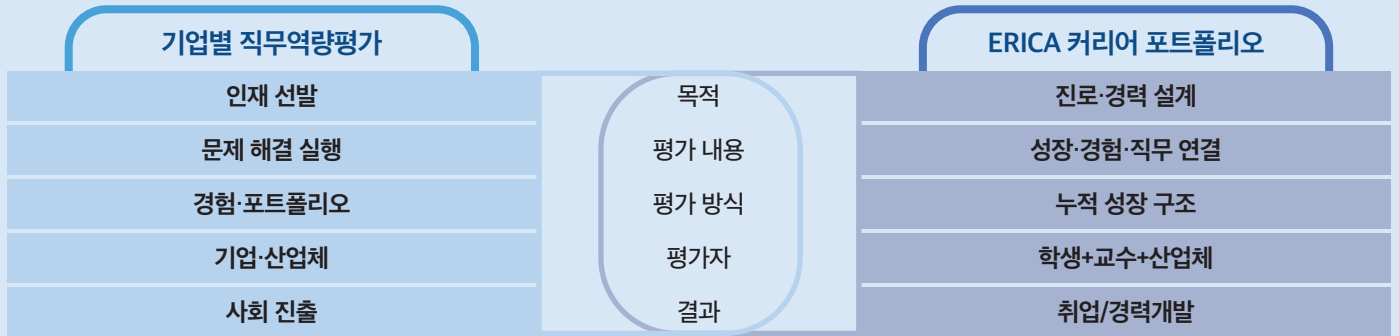 기업별 직무역량평가 ERICA 커리어 포트폴리오
인재 선발 목적 진로·경력 설계
문제 해결 실행 평가 내용 성장·경험·직무 연결
경험·포트폴리오 평가 방식 누적 성장 구조
기업·산업체 평가자 학생+교수+산업체
사회 진출 결과 취업/경력개발